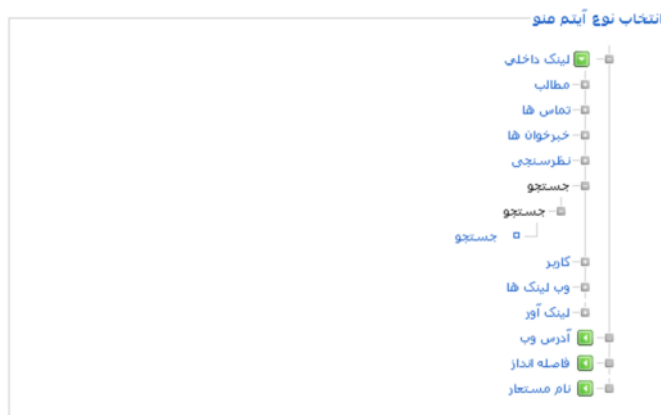 انتخاب نوع آیتم منو
لینک داخلی
مطالب
تماس ها
خبرخوان ها
نظرسنجی
جستجو
جستجو
جستجو
کاربر
وب لینک ها
لینک آور
آدرس وب
فاصله انداز
نام مستعار